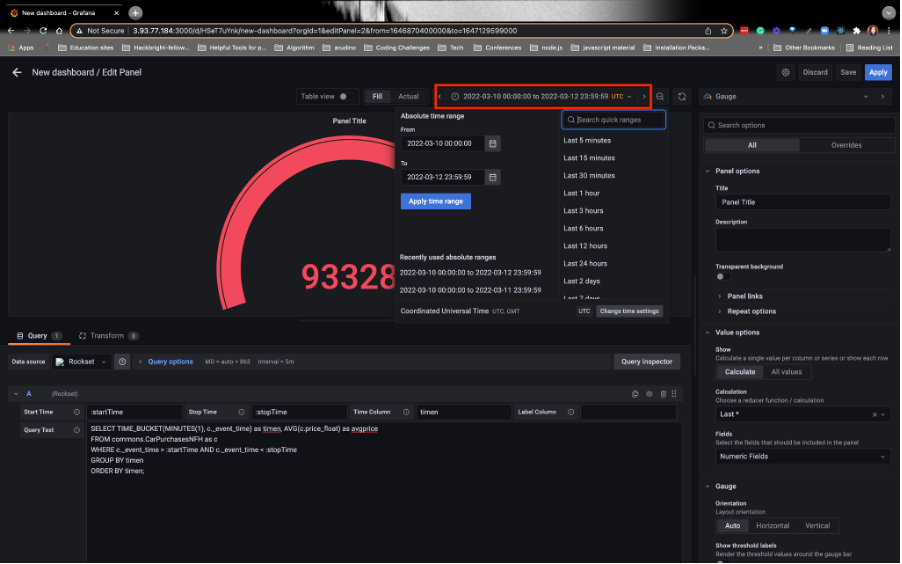 New dashboard - Grafana
Not Secure | 3.93.77.184:3000/d/HSeT7uYnk/new-dashboard?orgId=1&editPanel=2&from=1646870400000&to=1647129599000
Apps
Education sites
Hackbright-fellow...
Helpful Tools for p...
Algorithm
arudino
Coding Challenges
Tech
Conferences
node.js
javascript material
Installation Packa...
»
Other Bookmarks
Reading List
New dashboard / Edit Panel
Discard
Save
Apply
Table view
Fill
Actual
2022-03-10 00:00:00 to 2022-03-12 23:59:59 UTC
Gauge
Panel Title
93328
Absolute time range
From
2022-03-10 00:00:00
To
2022-03-12 23:59:59
Apply time range
Recently used absolute ranges
2022-03-10 00:00:00 to 2022-03-12 23:59:59
2022-03-10 00:00:00 to 2022-03-11 23:59:59
Search quick ranges
Last 5 minutes
Last 15 minutes
Last 30 minutes
Last 1 hour
Last 3 hours
Last 6 hours
Last 12 hours
Last 24 hours
Last 2 days
Last 7 days
Coordinated Universal Time UTC, GMT
UTC
Change time settings
Search options
All
Overrides
Panel options
Title
Panel Title
Description
Transparent background
Panel links
Repeat options
Value options
Show
Calculate a single value per column or series or show each row
Calculate
All values
Calculation
Choose a reducer function / calculation
Last *
Fields
Select the fields that should be included in the panel
Numeric Fields
Gauge
Orientation
Layout orientation
Auto
Horizontal
Vertical
Show threshold labels
Render the threshold values around the gauge bar
Query 1
Transform 0
Data source
Rockset
Query options
MD = auto = 863
Interval = 5m
Query inspector
A (Rockset)
Start Time
:startTime
Stop Time
:stopTime
Time Column
timen
Label Column
Query Text
SELECT TIME_BUCKET(MINUTES(1), c._event_time) as timen, AVG(c.price_float) as avgprice
FROM commons.CarPurchasesNFH as c
WHERE c._event_time > :startTime AND c._event_time < :stopTime
GROUP BY timen
ORDER BY timen;